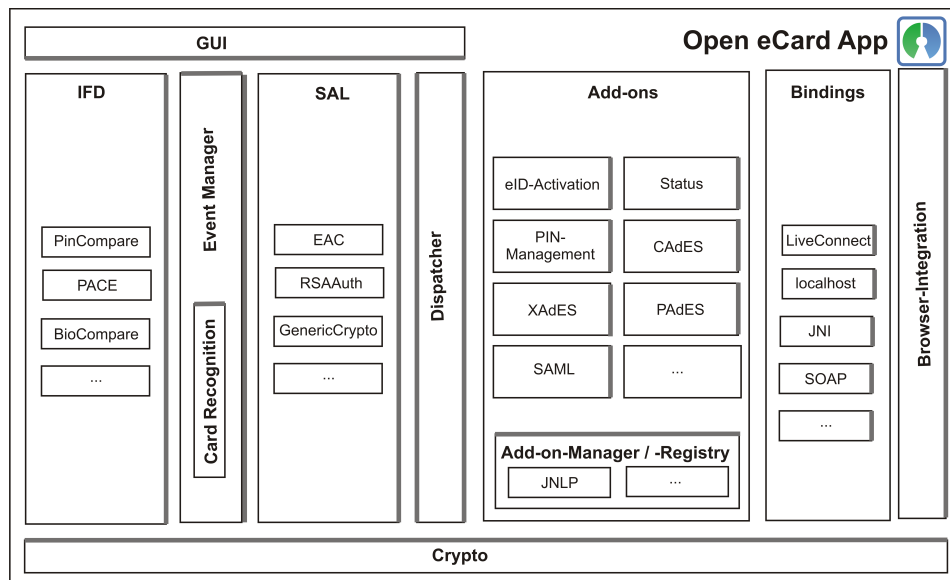 Open eCard App
GUI
IFD
PinCompare
PACE
BioCompare
...
Event Manager
Card Recognition
SAL
EAC
RSAAuth
GenericCrypto
...
Dispatcher
Add-ons
eID-Activation
Status
PIN-
Management
CAdES
XAdES
PAdES
SAML
...
Add-on-Manager / -Registry
JNLP
...
Bindings
LiveConnect
localhost
JNI
SOAP
...
Browser-Integration
Crypto